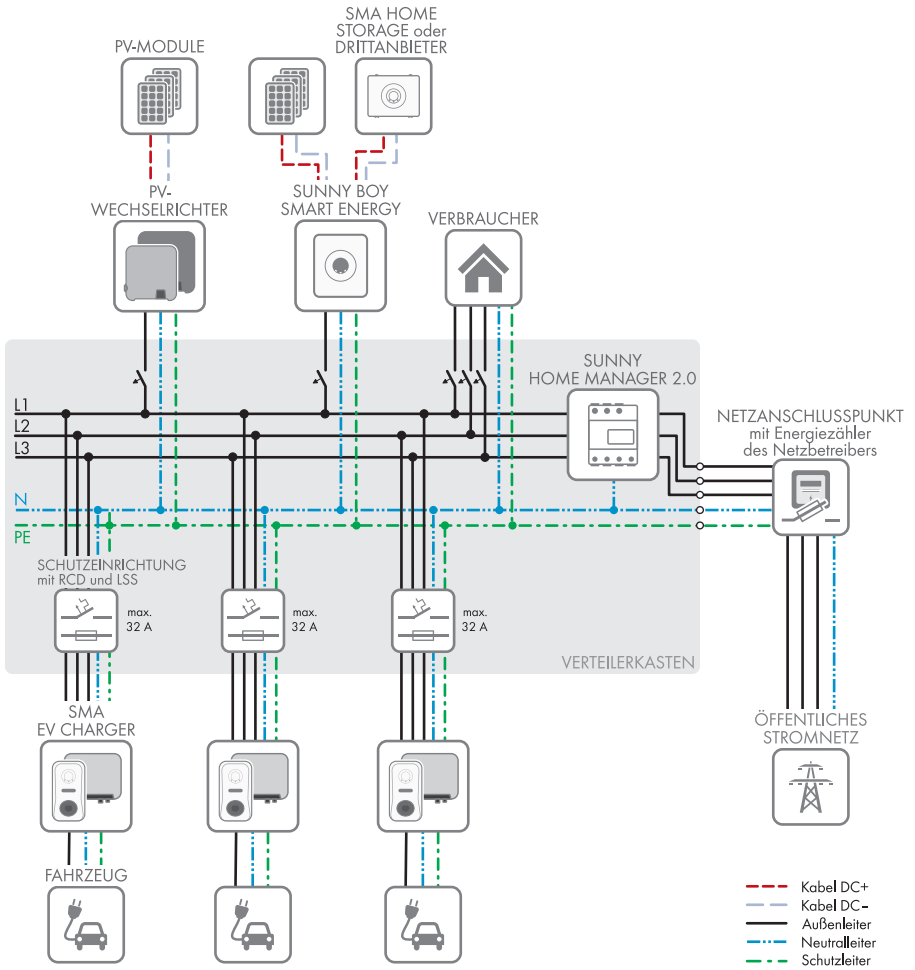 SMA HOME
STORAGE oder
DRITTANBIETER
PV-MODULE
PV-
WECHSELRICHTER
SUNNY BOY
SMART ENERGY
VERBRAUCHER
SUNNY
HOME MANAGER 2.0
L1
L2
L3
NETZANSCHLUSSPUNKT
mit Energiezähler
des Netzbetreibers
N
PE
SCHUTZEINRICHTUNG
mit RCD und LSS
max.
32 A
max.
32 A
max.
32 A
VERTEILERKASTEN
SMA
EV CHARGER
ÖFFENTLICHES
STROMNETZ
FAHRZEUG
Kabel DC+
Kabel DC–
Außenleiter
Neutralleiter
Schutzleiter